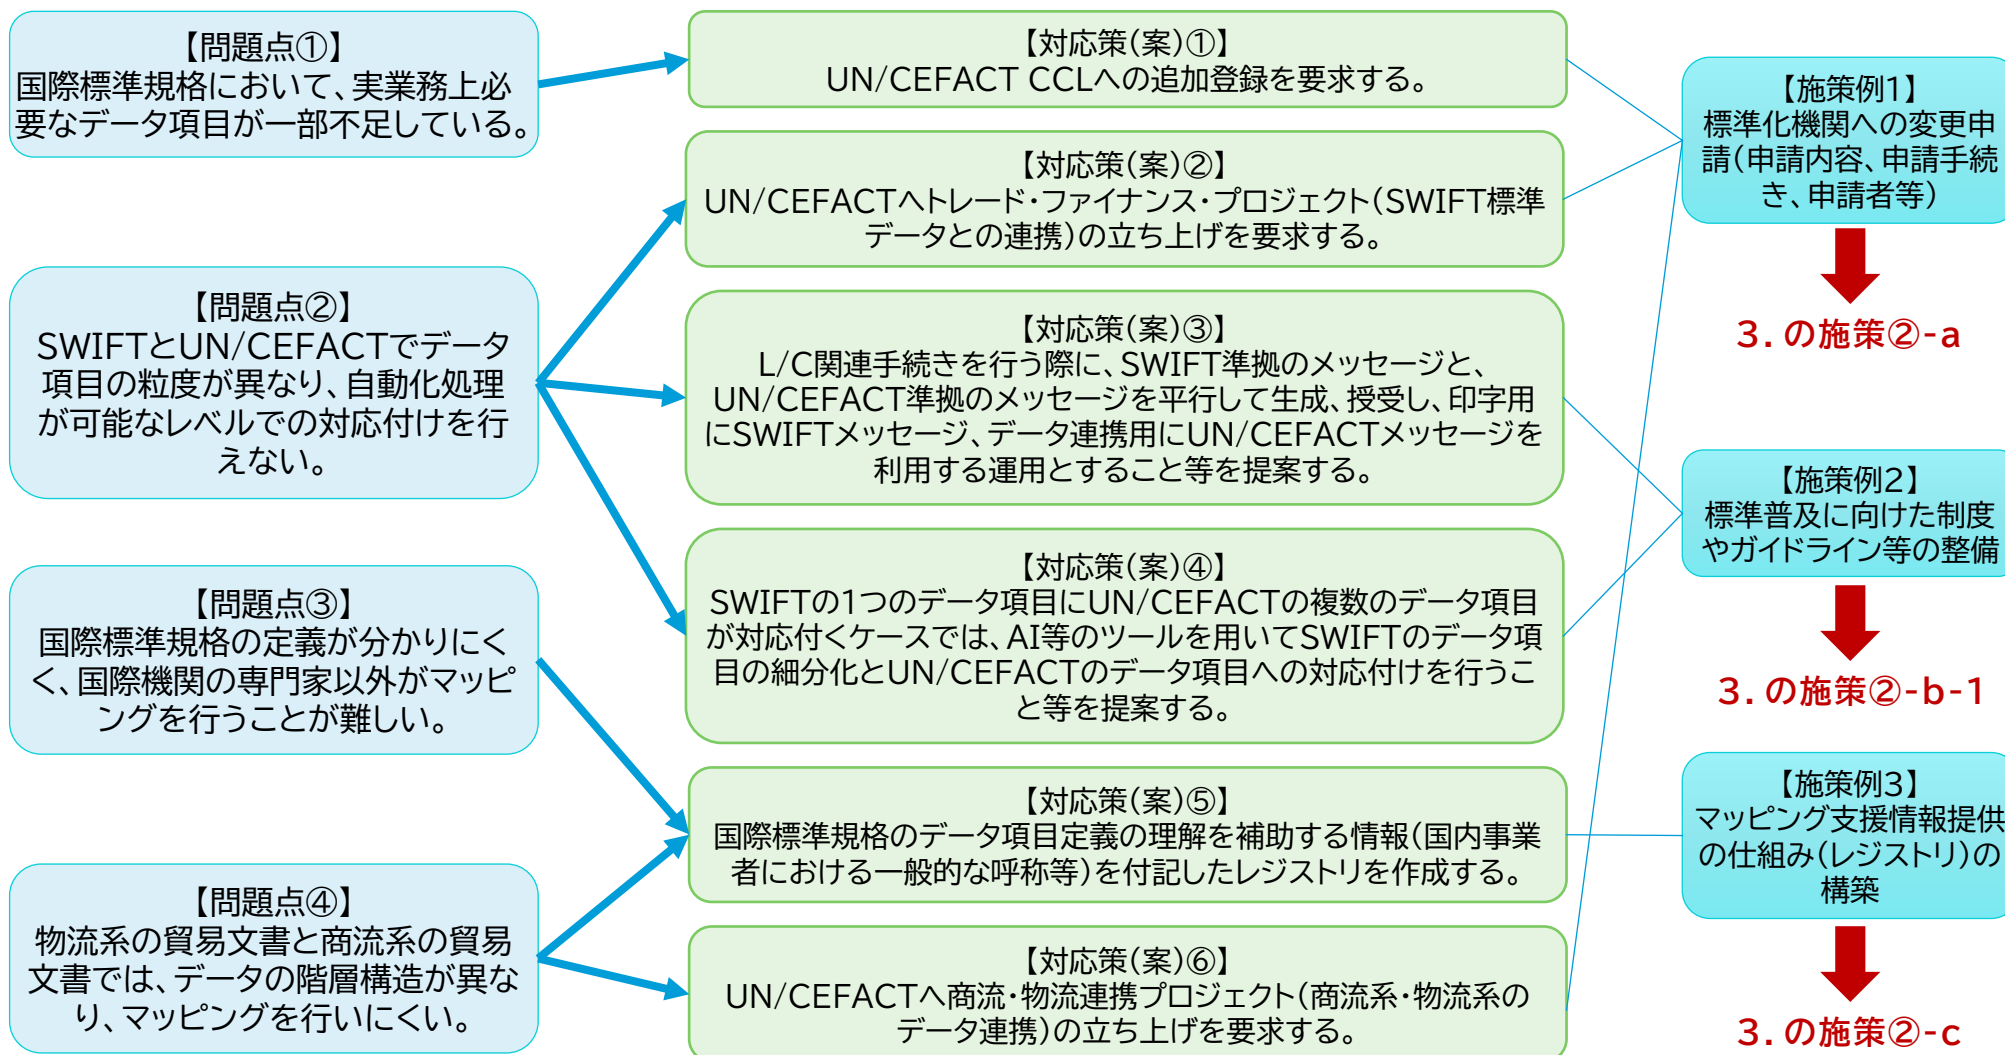 【問題点①】
国際標準規格において、実業務上必
要なデータ項目が一部不足している。
【問題点②】
SWIFTとUN/CEFACTでデータ
項目の粒度が異なり、自動化処理
が可能なレベルでの対応付けを行
えない。
【問題点③】
国際標準規格の定義が分かりにく
く、国際機関の専門家以外がマッピ
ングを行うことが難しい。
【問題点④】
物流系の貿易文書と商流系の貿易
文書では、データの階層構造が異な
り、マッピングを行いにくい。
【対応策(案)①】
UN/CEFACT CCLへの追加登録を要求する。
【対応策(案)②】
UN/CEFACTへトレード・ファイナンス・プロジェクト(SWIFT標準
データとの連携)の立ち上げを要求する。
【対応策(案)③】
L/C関連手続きを行う際に、SWIFT準拠のメッセージと、
UN/CEFACT準拠のメッセージを平行して生成、授受し、印字用
にSWIFTメッセージ、データ連携用にUN/CEFACTメッセージを
利用する運用とすること等を提案する。
【対応策(案)④】
SWIFTの1つのデータ項目にUN/CEFACTの複数のデータ項目
が対応付くケースでは、AI等のツールを用いてSWIFTのデータ項
目の細分化とUN/CEFACTのデータ項目への対応付けを行うこ
と等を提案する。
【対応策(案)⑤】
国際標準規格のデータ項目定義の理解を補助する情報(国内事業
者における一般的な呼称等)を付記したレジストリを作成する。
【対応策(案)⑥】
UN/CEFACTへ商流・物流連携プロジェクト(商流系・物流系の
データ連携)の立ち上げを要求する。
【施策例1】
標準化機関への変更申
請(申請内容、申請手続
き、申請者等)
3.の施策②-a
【施策例2】
標準普及に向けた制度
やガイドライン等の整備
3.の施策②-b-1
【施策例3】
マッピング支援情報提供
の仕組み(レジストリ)の
構築
3.の施策②-c